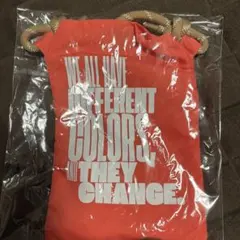 WE ALL HAVE
DIFFERENT
COLORS,
THEY
CHANGE.